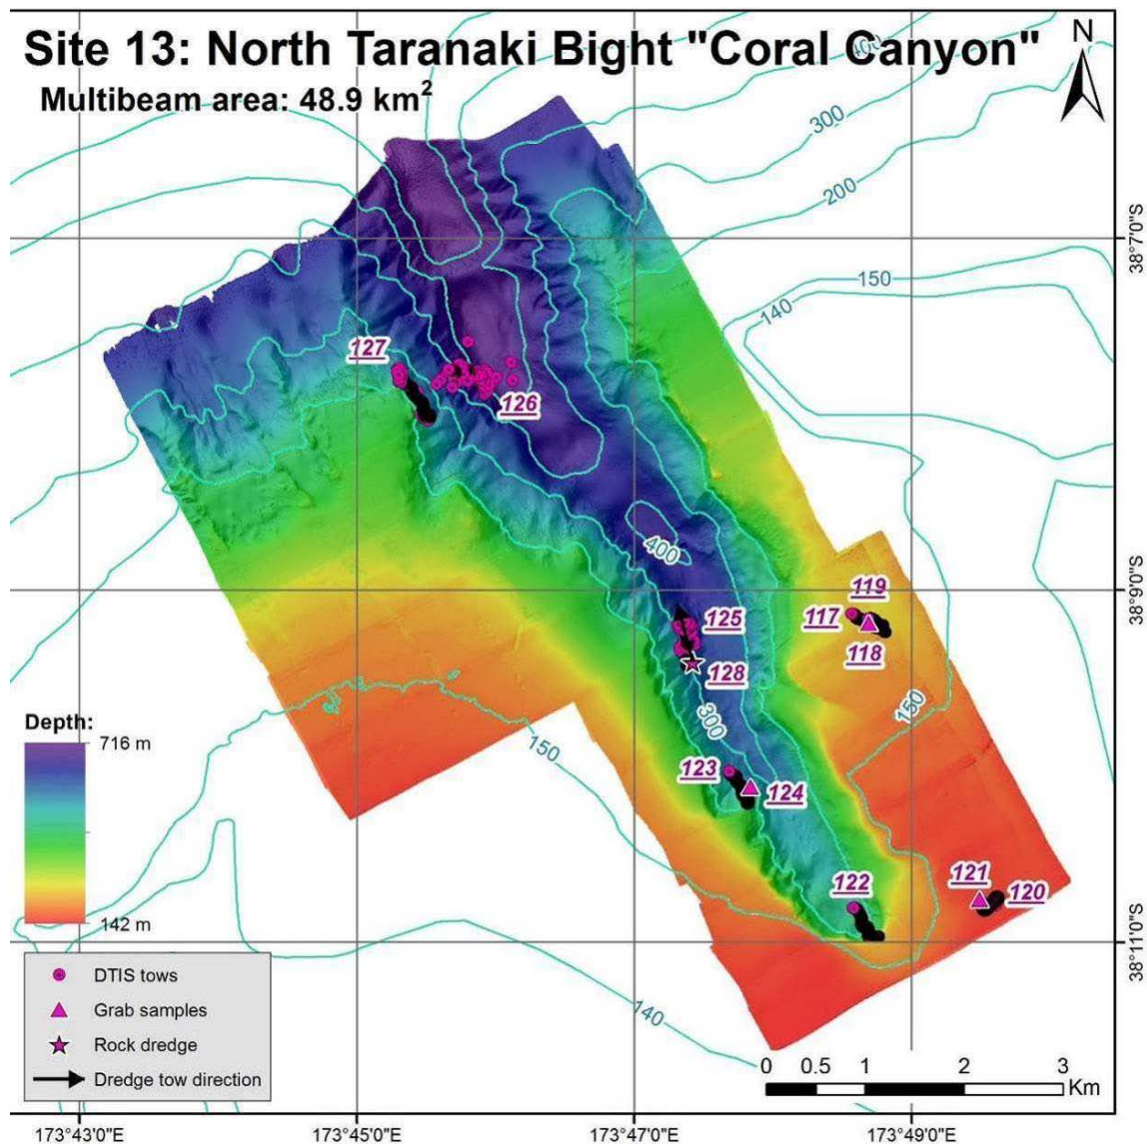 Site 13: North Taranaki Bight "Coral Canyon"
Multibeam area: 48.9 km²
N
400
300
200
150
140
38°7'0"S
127
126
400
38°9'0"S
119
117
118
125
128
150
300
150
123
124
Depth:
716 m
142 m
122
121
120
38°11'0"S
140
DTIS tows
Grab samples
Rock dredge
Dredge tow direction
0 0.5 1 2 3
Km
173°43'0"E 173°45'0"E 173°47'0"E 173°49'0"E